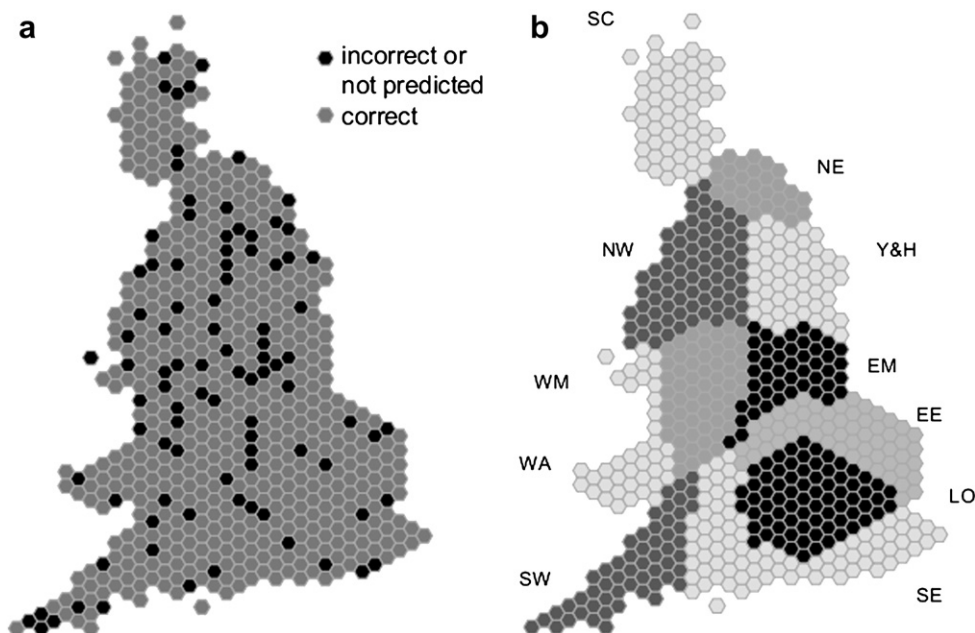 a
incorrect or
not predicted
correct
b
SC
NE
NW
Y&H
EM
WM
EE
WA
LO
SW
SE